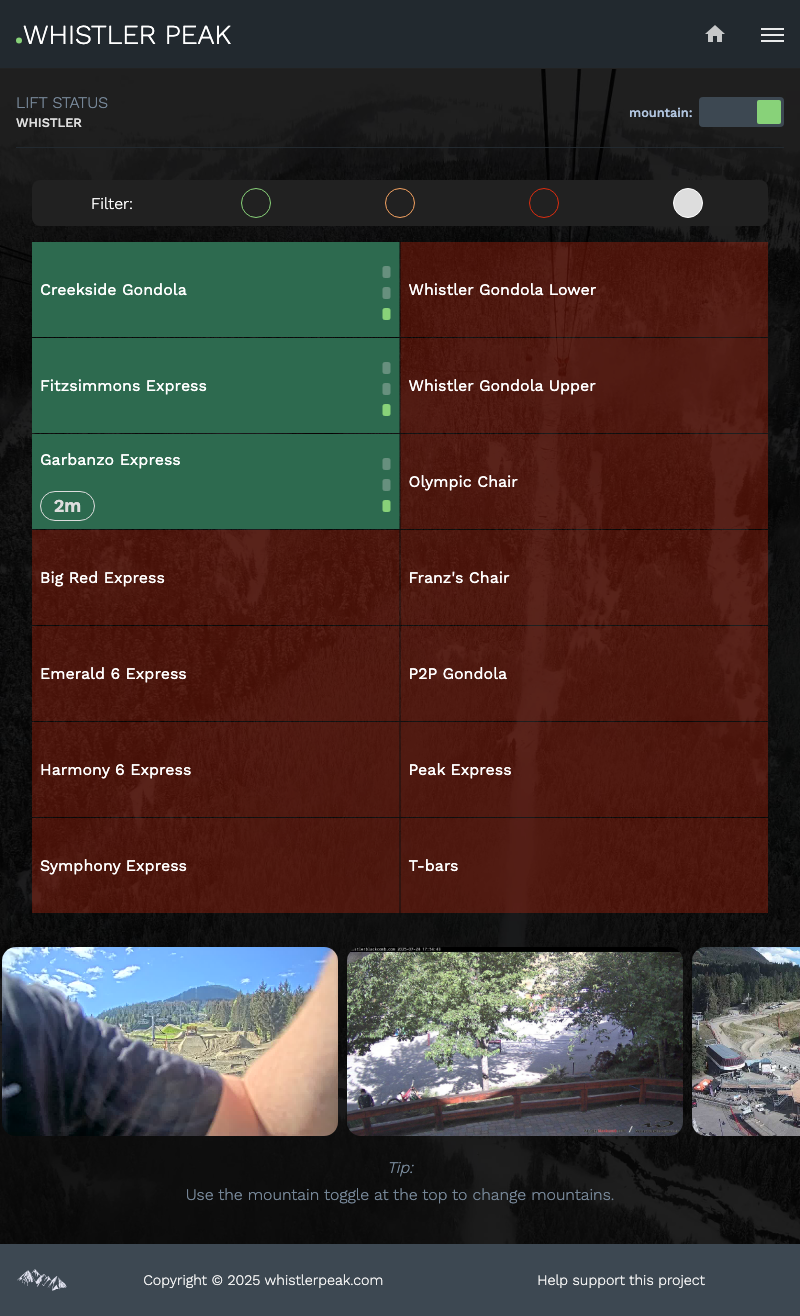 .WHISTLER PEAK
LIFT STATUS
WHISTLER
mountain:
Filter:
Creekside Gondola
Whistler Gondola Lower
Fitzsimmons Express
Whistler Gondola Upper
Garbanzo Express
2m
Olympic Chair
Big Red Express
Franz's Chair
Emerald 6 Express
P2P Gondola
Harmony 6 Express
Peak Express
Symphony Express
T-bars
Tip:
Use the mountain toggle at the top to change mountains.
Copyright © 2025 whistlerpeak.com
Help support this project